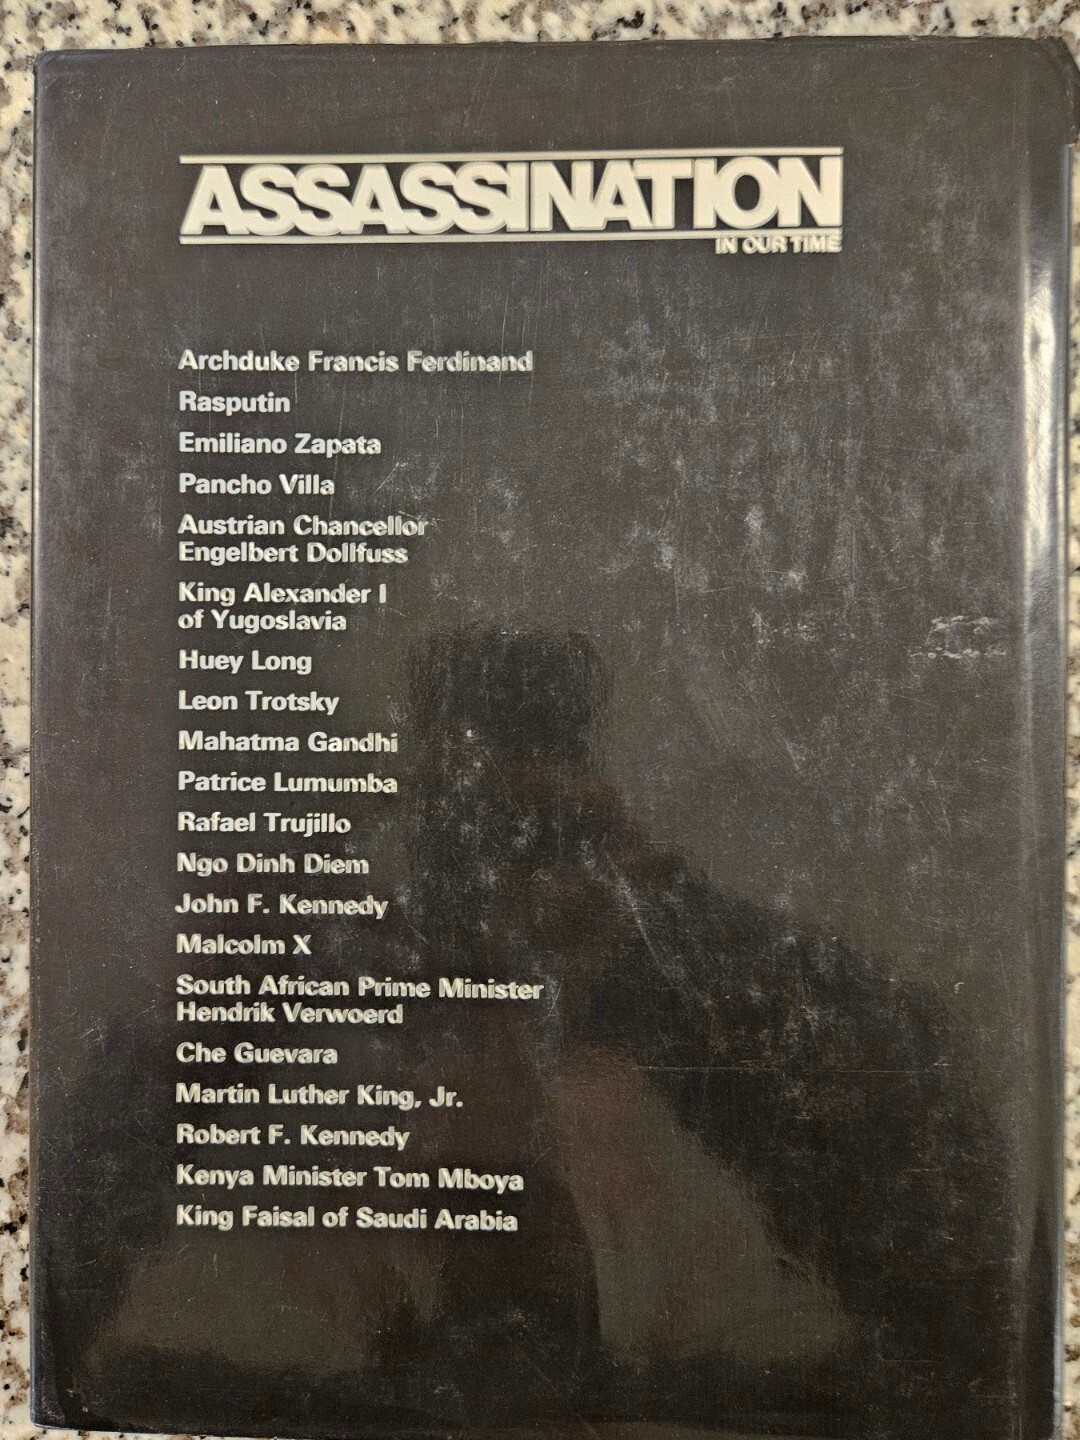 ASSASSINATION
IN OUR TIME
Archduke Francis Ferdinand
Rasputin
Emiliano Zapata
Pancho Villa
Austrian Chancellor
Engelbert Dollfuss
King Alexander I
of Yugoslavia
Huey Long
Leon Trotsky
Mahatma Gandhi
Patrice Lumumba
Rafael Trujillo
Ngo Dinh Diem
John F. Kennedy
Malcolm X
South African Prime Minister
Hendrik Verwoerd
Che Guevara
Martin Luther King, Jr.
Robert F. Kennedy
Kenya Minister Tom Mboya
King Faisal of Saudi Arabia